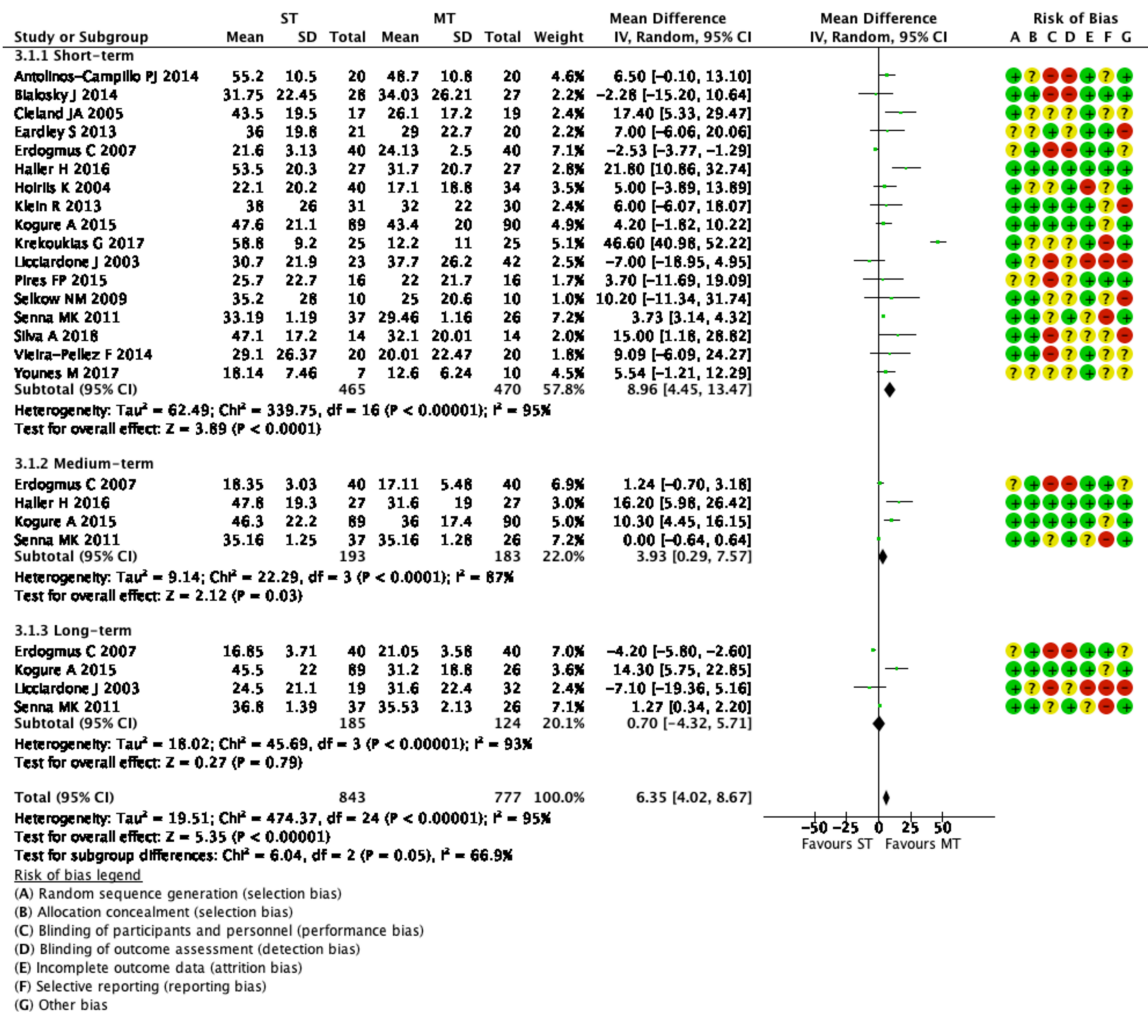 ST MT Mean Difference Mean Difference Risk of Bias
Study or Subgroup Mean SD Total Mean SD Total Weight IV, Random, 95% CI IV, Random, 95% CI A B C D E F G
3.1.1 Short-term
Antolinos-Campillo PJ 2014 55.2 10.5 20 48.7 10.8 20 4.6% 6.50 [-0.10, 13.10] + ? - - + ? +
Bialosky J 2014 31.75 22.45 28 34.03 26.21 27 2.2% -2.28 [-15.20, 10.64] + + - - + + +
Cleland JA 2005 43.5 19.5 17 26.1 17.2 19 2.4% 17.40 [5.33, 29.47] + ? ? ? ? ? ?
Eardley S 2013 36 19.8 21 29 22.7 20 2.2% 7.00 [-6.06, 20.06] ? ? + ? + ? -
Erdogmus C 2007 21.6 3.13 40 24.13 2.5 40 7.1% -2.53 [-3.77, -1.29] ? + - - + + ?
Haller H 2016 53.5 20.3 27 31.7 20.7 27 2.8% 21.80 [10.86, 32.74] + + + + + + +
Hoiriis K 2004 22.1 20.2 40 17.1 18.8 34 3.5% 5.00 [-3.89, 13.89] + ? ? + - ? +
Klein R 2013 38 26 31 32 22 30 2.4% 6.00 [-6.07, 18.07] + + + + + ? -
Kogure A 2015 47.6 21.1 89 43.4 20 90 4.9% 4.20 [-1.82, 10.22] + + + + + ? +
Krekoukias G 2017 58.8 9.2 25 12.2 11 25 5.1% 46.60 [40.98, 52.22] + ? ? ? + - +
Licciardone J 2003 30.7 21.9 23 37.7 26.2 42 2.5% -7.00 [-18.95, 4.95] + ? - ? - - -
Pires FP 2015 25.7 22.7 16 22 21.7 16 1.7% 3.70 [-11.69, 19.09] ? ? - ? + ? +
Selkow NM 2009 35.2 28 10 25 20.6 10 1.0% 10.20 [-11.34, 31.74] + + ? ? + ? -
Senna MK 2011 33.19 1.19 37 29.46 1.16 26 7.2% 3.73 [3.14, 4.32] + + ? + ? - +
Silva A 2018 47.1 17.2 14 32.1 20.01 14 2.0% 15.00 [1.18, 28.82] + + - ? ? ? +
Vieira-Pellez F 2014 29.1 26.37 20 20.01 22.47 20 1.8% 9.09 [-6.09, 24.27] + + ? ? + ? ?
Younes M 2017 18.14 7.46 7 12.6 6.24 10 4.5% 5.54 [-1.21, 12.29] ? ? ? ? + ? ?
Subtotal (95% CI) 465 470 57.8% 8.96 [4.45, 13.47]
Heterogeneity: Tau² = 62.49; Chi² = 339.75, df = 16 (P < 0.00001); I² = 95%
Test for overall effect: Z = 3.89 (P < 0.0001)
3.1.2 Medium-term
Erdogmus C 2007 18.35 3.03 40 17.11 5.48 40 6.9% 1.24 [-0.70, 3.18] ? + - - + + ?
Haller H 2016 47.8 19.3 27 31.6 19 27 3.0% 16.20 [5.98, 26.42] + + + + + + +
Kogure A 2015 46.3 22.2 89 36 17.4 90 5.0% 10.30 [4.45, 16.15] + + + + + ? +
Senna MK 2011 35.16 1.25 37 35.16 1.28 26 7.2% 0.00 [-0.64, 0.64] + + ? + ? - +
Subtotal (95% CI) 193 183 22.0% 3.93 [0.29, 7.57]
Heterogeneity: Tau² = 9.14; Chi² = 22.29, df = 3 (P < 0.0001); I² = 87%
Test for overall effect: Z = 2.12 (P = 0.03)
3.1.3 Long-term
Erdogmus C 2007 16.85 3.71 40 21.05 3.58 40 7.0% -4.20 [-5.80, -2.60] ? + - - + + ?
Kogure A 2015 45.5 22 89 31.2 18.8 26 3.6% 14.30 [5.75, 22.85] + + + + + ? +
Licciardone J 2003 24.5 21.1 19 31.6 22.4 32 2.4% -7.10 [-19.36, 5.16] + ? - ? - - -
Senna MK 2011 36.8 1.39 37 35.53 2.13 26 7.1% 1.27 [0.34, 2.20] + + ? + ? - +
Subtotal (95% CI) 185 124 20.1% 0.70 [-4.32, 5.71]
Heterogeneity: Tau² = 18.02; Chi² = 45.69, df = 3 (P < 0.00001); I² = 93%
Test for overall effect: Z = 0.27 (P = 0.79)
Total (95% CI) 843 777 100.0% 6.35 [4.02, 8.67]
Heterogeneity: Tau² = 19.51; Chi² = 474.37, df = 24 (P < 0.00001); I² = 95%
Test for overall effect: Z = 5.35 (P < 0.00001)
Test for subgroup differences: Chi² = 6.04, df = 2 (P = 0.05), I² = 66.9%
-50 -25 0 25 50
Favours ST Favours MT
Risk of bias legend
(A) Random sequence generation (selection bias)
(B) Allocation concealment (selection bias)
(C) Blinding of participants and personnel (performance bias)
(D) Blinding of outcome assessment (detection bias)
(E) Incomplete outcome data (attrition bias)
(F) Selective reporting (reporting bias)
(G) Other bias